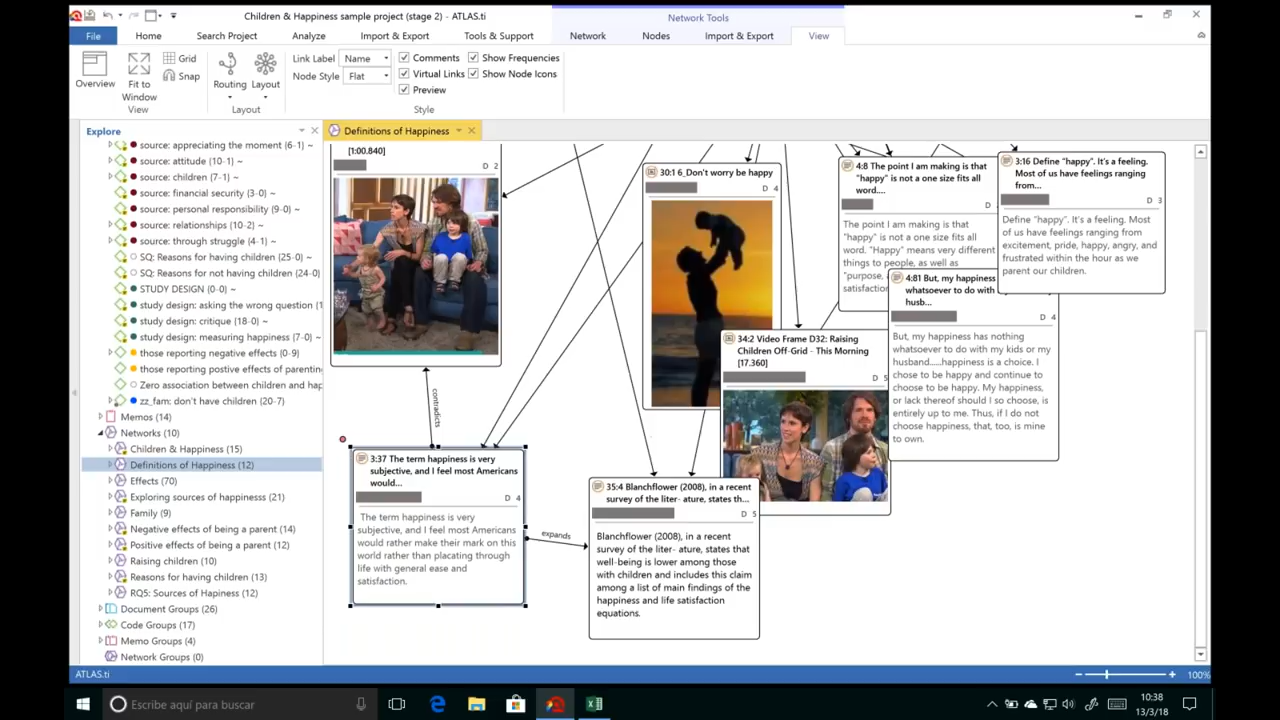 Children & Happiness sample project (stage 2) - ATLAS.ti
Network Tools
File
Home
Search Project
Analyze
Import & Export
Tools & Support
Network
Nodes
Import & Export
View
Overview
Fit to
Window
Grid
Snap
View
Routing
Layout
Layout
Link Label
Name
Node Style
Flat
Comments
Virtual Links
Preview
Show Frequencies
Show Node Icons
Style
Explore
source: appreciating the moment (6-1) ~
source: attitude (10-1) ~
source: children (7-1) ~
source: financial security (3-0) ~
source: personal responsibility (9-0) ~
source: relationships (10-2) ~
source: through struggle (4-1) ~
SQ: Reasons for having children (25-0) ~
SQ: Reasons for not having children (24-0)
STUDY DESIGN (0-0) ~
study design: asking the wrong question (1
study design: critique (18-0) ~
study design: measuring happiness (7-0) ~
those reporting negative effects (0-9)
those reporting postive effects of parentin
Zero association between children and hap
zz_fam: don't have children (20-7)
Memos (14)
Networks (10)
Children & Happiness (15)
Definitions of Happiness (12)
Effects (70)
Exploring sources of happinesss (21)
Family (9)
Negative effects of being a parent (14)
Positive effects of being a parent (12)
Raising children (10)
Reasons for having children (13)
RQ5: Sources of Hapiness (12)
Document Groups (26)
Code Groups (17)
Memo Groups (4)
Network Groups (0)
Definitions of Happiness
[1:00.840]
D 2
contradicts
3:37 The term happiness is very
subjective, and I feel most Americans
would...
D 4
The term happiness is very
subjective, and I feel most Americans
would rather make their mark on this
world rather than placating through
life with general ease and
satisfaction.
expands
30:1 6_Don't worry be happy
D 4
34:2 Video Frame D32: Raising
Children Off-Grid - This Morning
[17.360]
D 5
35:4 Blanchflower (2008), in a recent
survey of the liter- ature, states th...
D 5
Blanchflower (2008), in a recent
survey of the liter- ature, states that
well-being is lower among those
with children and includes this claim
among a list of main findings of the
happiness and life satisfaction
equations.
4:8 The point I am making is that
"happy" is not a one size fits all
word....
D
The point I am making is that
"happy" is not a one size fits all
word. "Happy" means very different
things to people, as well as
"purpose,
satisfactio
3:16 Define "happy". It's a feeling.
Most of us have feelings ranging
from...
D 3
Define "happy". It's a feeling. Most
of us have feelings ranging from
excitement, pride, happy, angry, and
frustrated within the hour as we
parent our children.
4:81 But, my happiness
whatsoever to do with
husb...
D 4
But, my happiness has nothing
whatsoever to do with my kids or my
husband.....happiness is a choice. I
chose to be happy and continue to
choose to be happy. My happiness,
or lack thereof should I so choose, is
entirely up to me. Thus, if I do not
choose happiness, that, too, is mine
to own.
ATLAS.ti
100%
Escribe aquí para buscar
10:38
13/3/18